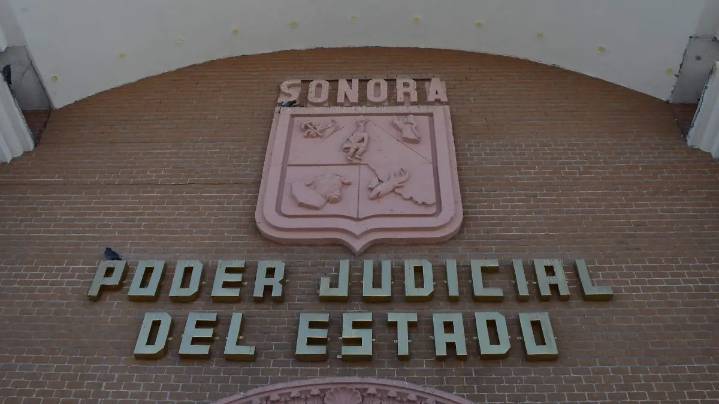 SONORA
PODER JUDICIAL
DEL ESTADO